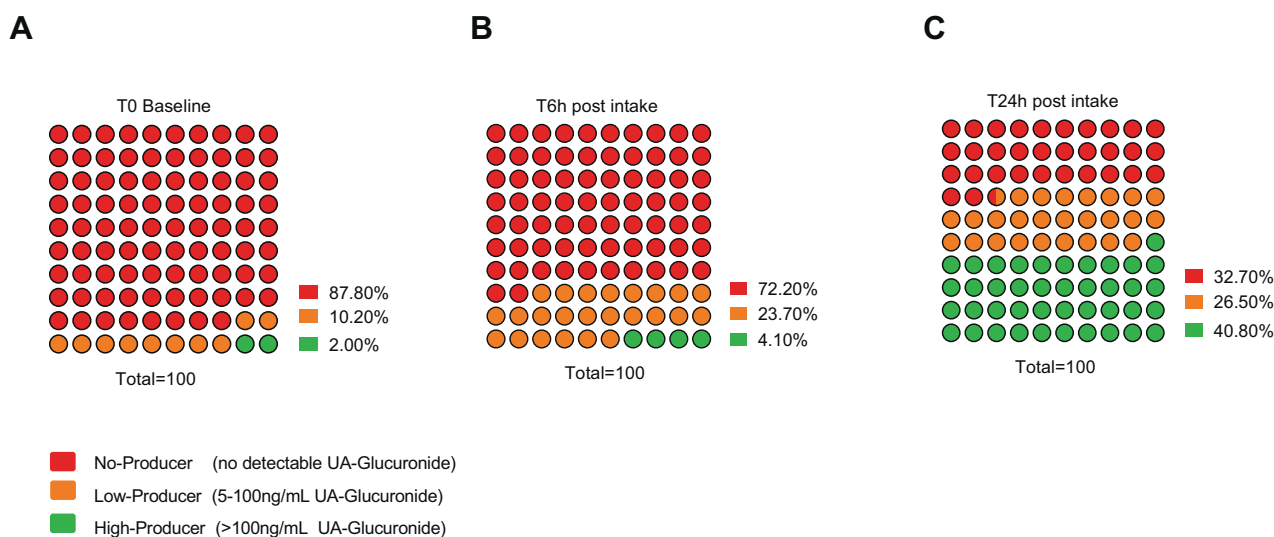 A
B
C
T0 Baseline
T6h post intake
T24h post intake
87.80%
10.20%
2.00%
72.20%
23.70%
4.10%
32.70%
26.50%
40.80%
Total=100
Total=100
Total=100
No-Producer (no detectable UA-Glucuronide)
Low-Producer (5-100ng/mL UA-Glucuronide)
High-Producer (>100ng/mL UA-Glucuronide)